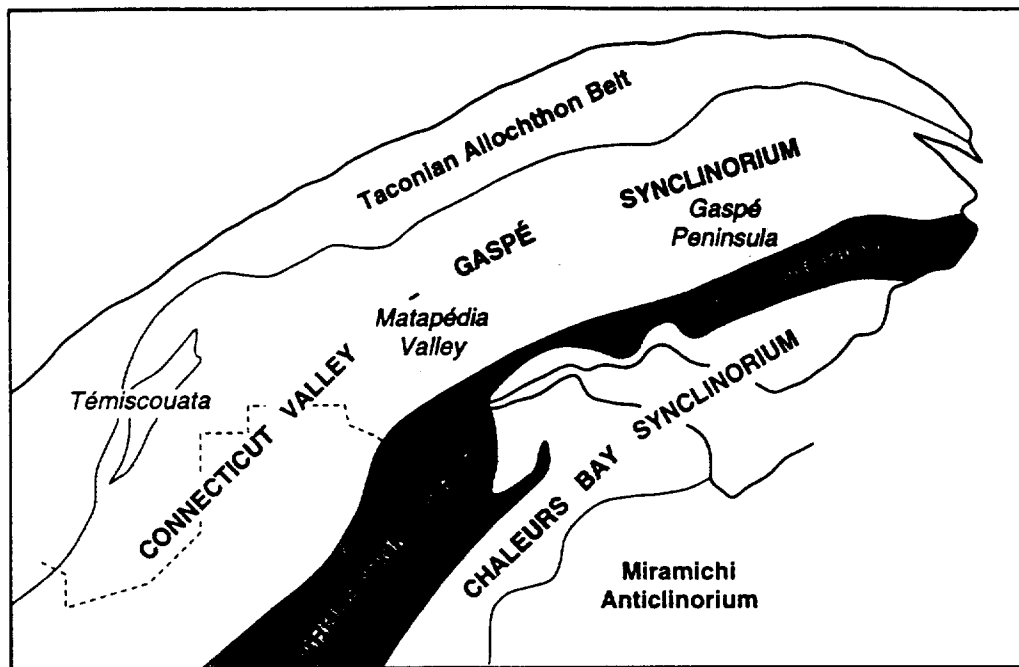 Taconian Allochthon Belt
SYNCLINORIUM
Gaspé
Peninsula
GASPÉ
Matapédia
Valley
Témiscouata
CONNECTICUT VALLEY
CHALEURS BAY SYNCLINORIUM
Miramichi
Anticlinorium